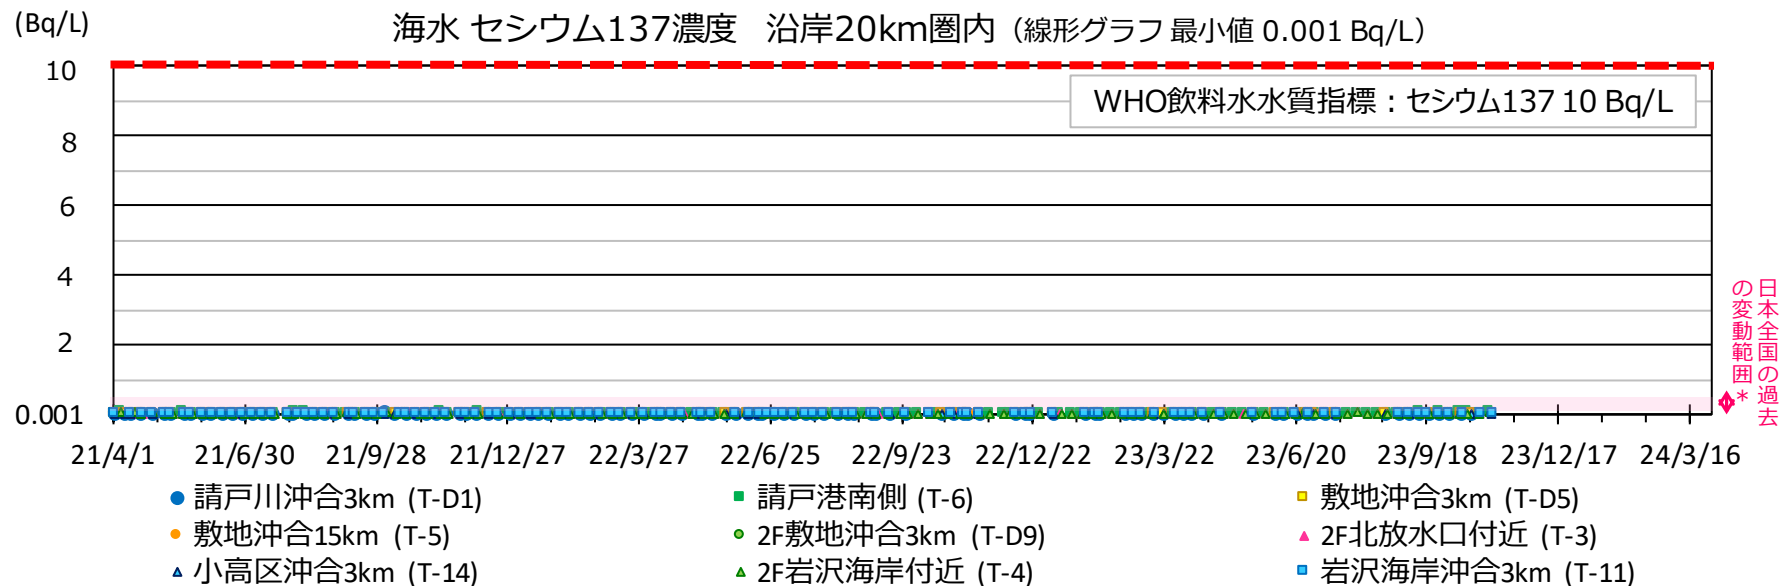 (Bq/L)
海水 セシウム137濃度 沿岸20km圏内（線形グラフ 最小値 0.001 Bq/L）
WHO飲料水水質指標：セシウム137 10 Bq/L
10
8
6
4
2
0.001
日本全国の過去
の変動範囲*
21/4/1 21/6/30 21/9/28 21/12/27 22/3/27 22/6/25 22/9/23 22/12/22 23/3/22 23/6/20 23/9/18 23/12/17 24/3/16
請戸川沖合3km (T-D1) 請戸港南側 (T-6) 敷地沖合3km (T-D5)
敷地沖合15km (T-5) 2F敷地沖合3km (T-D9) 2F北放水口付近 (T-3)
小高区沖合3km (T-14) 2F岩沢海岸付近 (T-4) 岩沢海岸沖合3km (T-11)